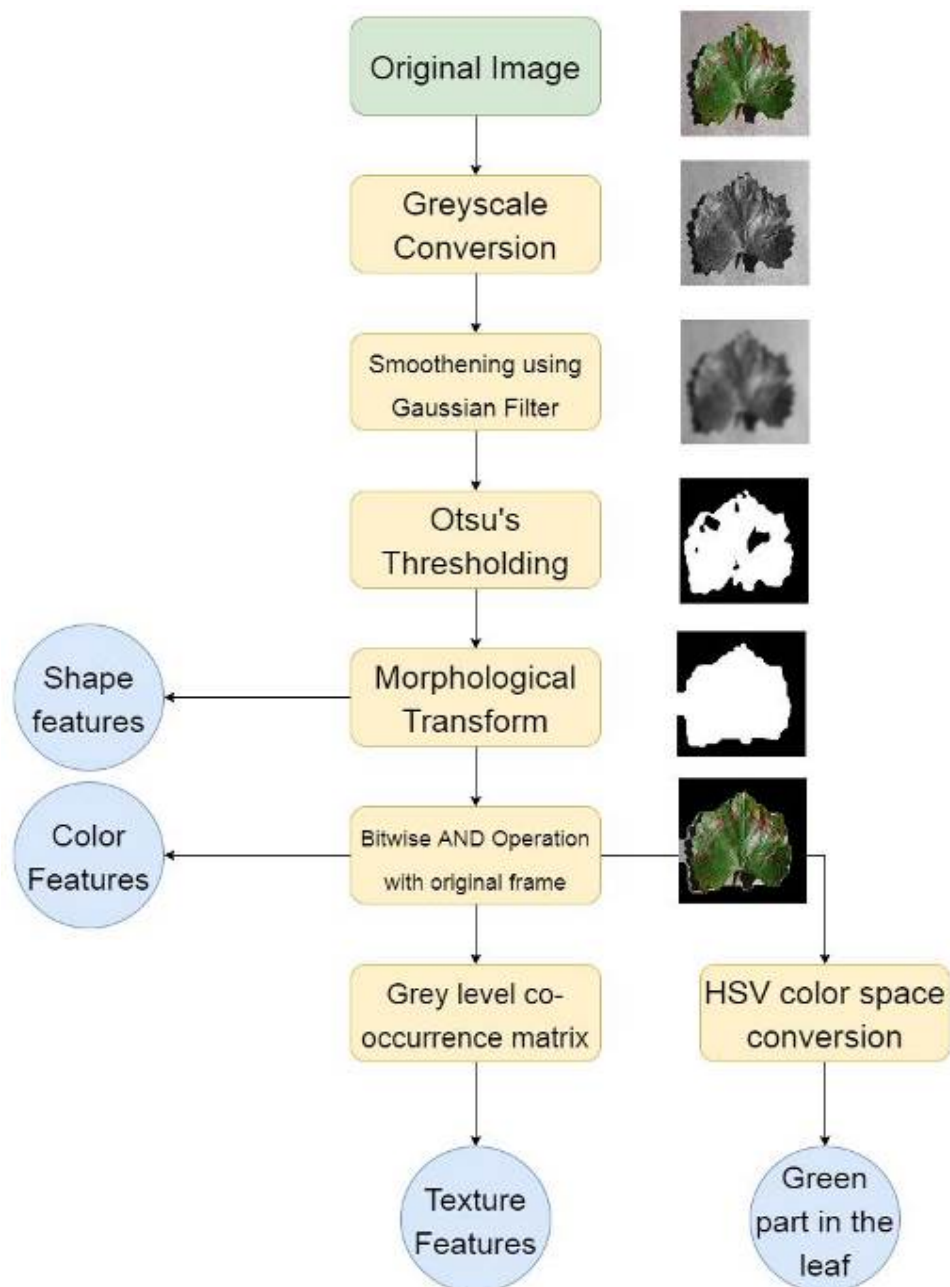 Original Image
Greyscale
Conversion
Smoothening using
Gaussian Filter
Otsu's
Thresholding
Shape
features
Morphological
Transform
Color
Features
Bitwise AND Operation
with original frame
Grey level co-
occurrence matrix
HSV color space
conversion
Texture
Features
Green
part in the
leaf